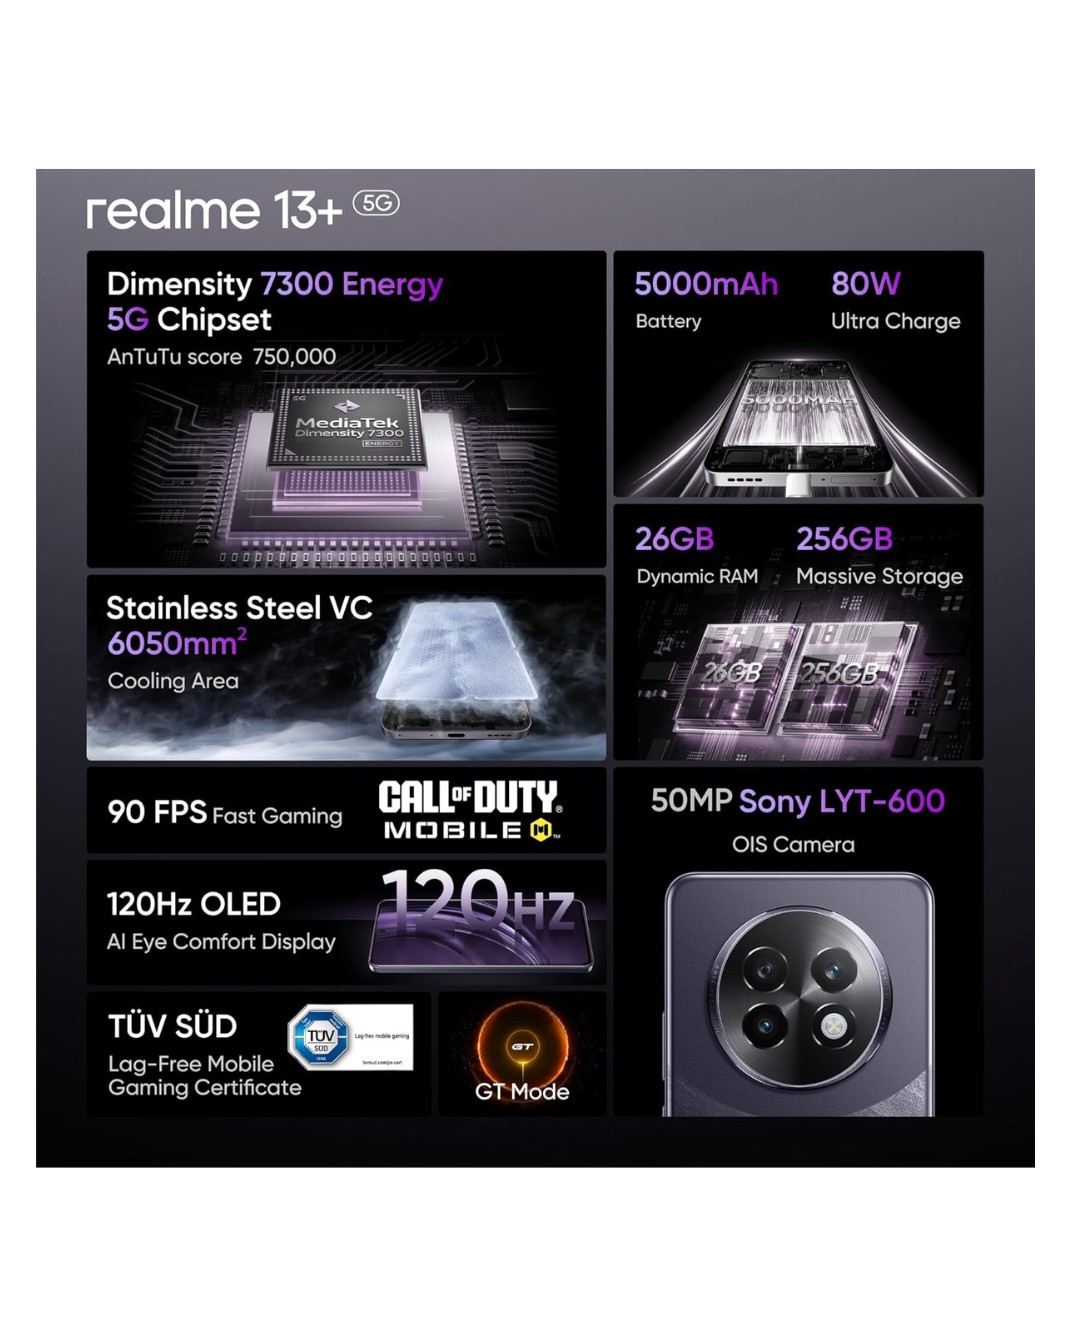 realme 13+ 5G
Dimensity 7300 Energy
5G Chipset
AnTuTu score 750,000
5G
MediaTek
Dimensity 7300
ENERGY
5000mAh
Battery
80W
Ultra Charge
5000MAH
26GB
Dynamic RAM
256GB
Massive Storage
26GB
256GB
Stainless Steel VC
6050mm²
Cooling Area
90 FPS Fast Gaming
CALL OF DUTY®
MOBILE ™
120Hz OLED
AI Eye Comfort Display
120HZ
50MP Sony LYT-600
OIS Camera
TÜV SÜD
Lag-Free Mobile
Gaming Certificate
TÜV
SÜD
Lag-free mobile gaming
GT
GT Mode